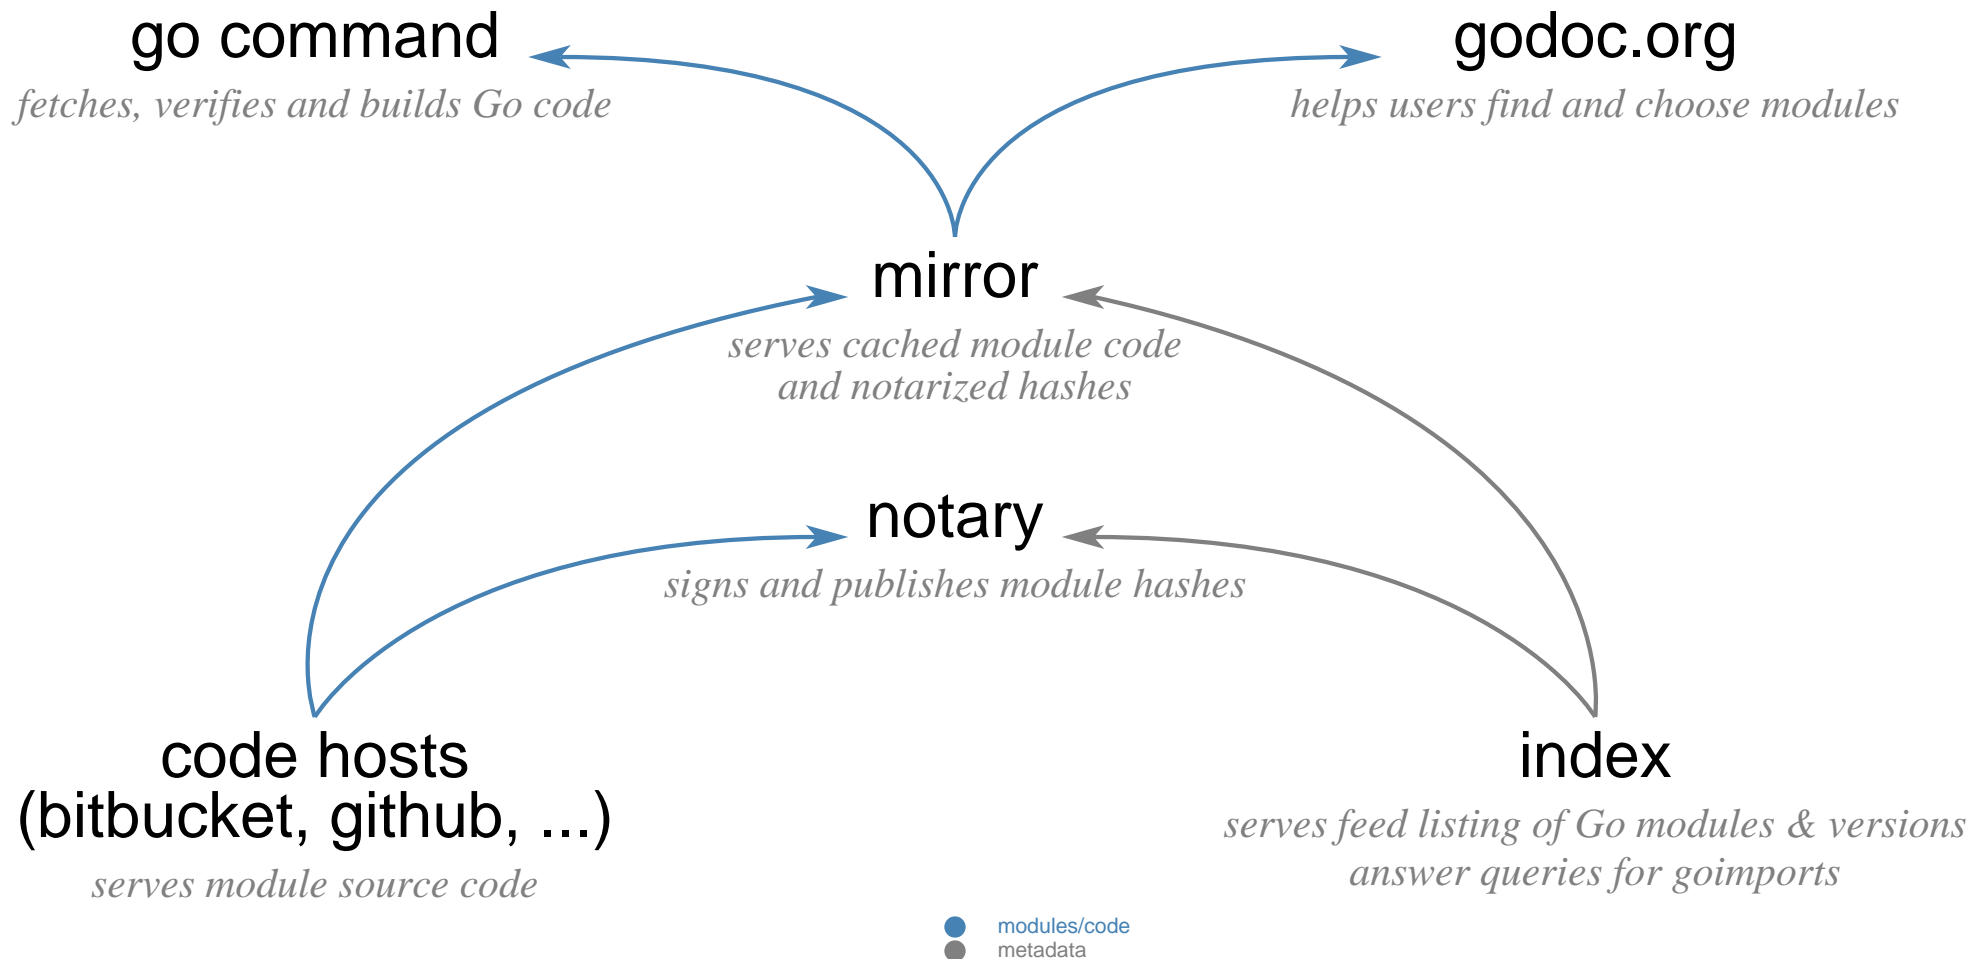 go command
fetches, verifies and builds Go code
godoc.org
helps users find and choose modules
mirror
serves cached module code
and notarized hashes
notary
signs and publishes module hashes
code hosts
(bitbucket, github, ...)
serves module source code
index
serves feed listing of Go modules & versions
answer queries for goimports
modules/code
metadata